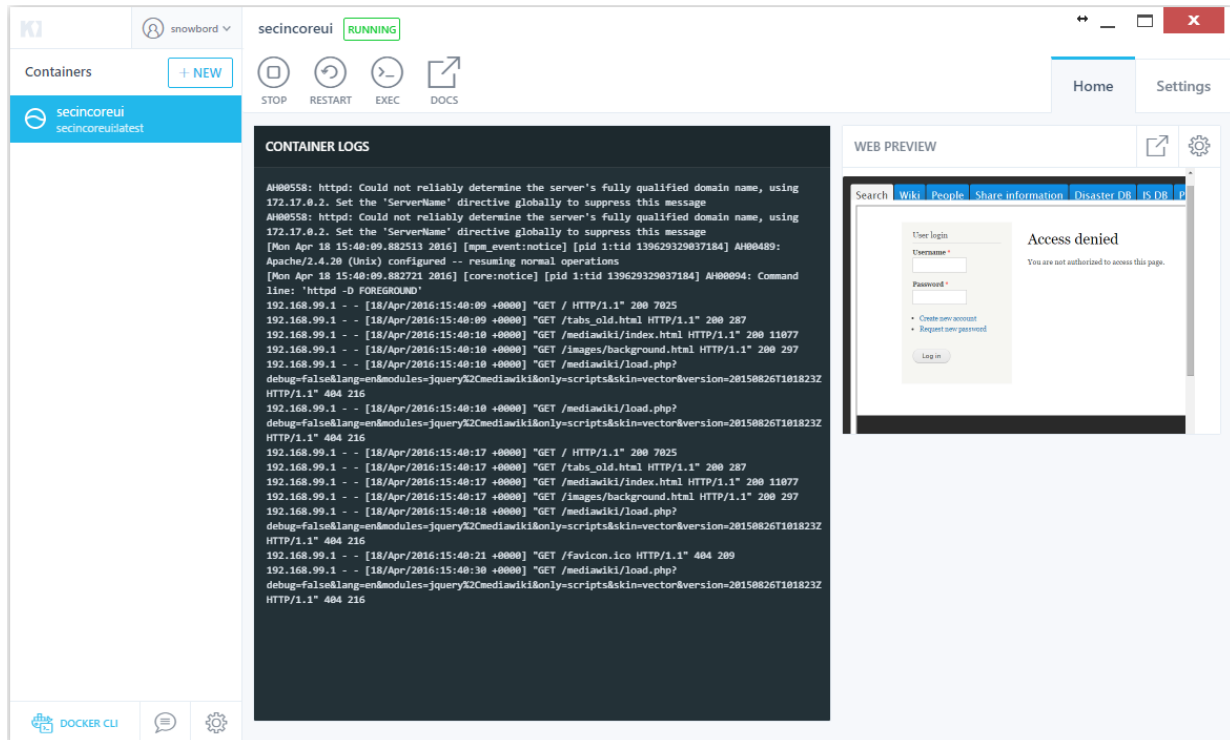 K
snowbord
secincoreui RUNNING
X
Containers
+ NEW
STOP RESTART EXEC DOCS
Home Settings
secincoreui
secincoreui:latest
CONTAINER LOGS
AH00558: httpd: Could not reliably determine the server's fully qualified domain name, using
172.17.0.2. Set the 'ServerName' directive globally to suppress this message
AH00558: httpd: Could not reliably determine the server's fully qualified domain name, using
172.17.0.2. Set the 'ServerName' directive globally to suppress this message
[Mon Apr 18 15:40:09.882513 2016] [mpm_event:notice] [pid 1:tid 139629329037184] AH00489:
Apache/2.4.20 (Unix) configured -- resuming normal operations
[Mon Apr 18 15:40:09.882721 2016] [core:notice] [pid 1:tid 139629329037184] AH00094: Command
line: 'httpd -D FOREGROUND'
192.168.99.1 - - [18/Apr/2016:15:40:09 +0000] "GET / HTTP/1.1" 200 7025
192.168.99.1 - - [18/Apr/2016:15:40:09 +0000] "GET /tabs_old.html HTTP/1.1" 200 287
192.168.99.1 - - [18/Apr/2016:15:40:10 +0000] "GET /mediawiki/index.html HTTP/1.1" 200 11077
192.168.99.1 - - [18/Apr/2016:15:40:10 +0000] "GET /images/background.html HTTP/1.1" 200 297
192.168.99.1 - - [18/Apr/2016:15:40:10 +0000] "GET /mediawiki/load.php?
debug=false&lang=en&modules=jquery%2Cmediawiki&only=scripts&skin=vector&version=20150826T101823Z
HTTP/1.1" 404 216
192.168.99.1 - - [18/Apr/2016:15:40:10 +0000] "GET /mediawiki/load.php?
debug=false&lang=en&modules=jquery%2Cmediawiki&only=scripts&skin=vector&version=20150826T101823Z
HTTP/1.1" 404 216
192.168.99.1 - - [18/Apr/2016:15:40:17 +0000] "GET / HTTP/1.1" 200 7025
192.168.99.1 - - [18/Apr/2016:15:40:17 +0000] "GET /tabs_old.html HTTP/1.1" 200 287
192.168.99.1 - - [18/Apr/2016:15:40:17 +0000] "GET /mediawiki/index.html HTTP/1.1" 200 11077
192.168.99.1 - - [18/Apr/2016:15:40:17 +0000] "GET /images/background.html HTTP/1.1" 200 297
192.168.99.1 - - [18/Apr/2016:15:40:18 +0000] "GET /mediawiki/load.php?
debug=false&lang=en&modules=jquery%2Cmediawiki&only=scripts&skin=vector&version=20150826T101823Z
HTTP/1.1" 404 216
192.168.99.1 - - [18/Apr/2016:15:40:21 +0000] "GET /favicon.ico HTTP/1.1" 404 209
192.168.99.1 - - [18/Apr/2016:15:40:30 +0000] "GET /mediawiki/load.php?
debug=false&lang=en&modules=jquery%2Cmediawiki&only=scripts&skin=vector&version=20150826T101823Z
HTTP/1.1" 404 216
WEB PREVIEW
Search Wiki People Share information Disaster DB IS DB P
User login
Username *
Password *
Create new account
Request new password
Log in
Access denied
You are not authorized to access this page.
DOCKER CLI